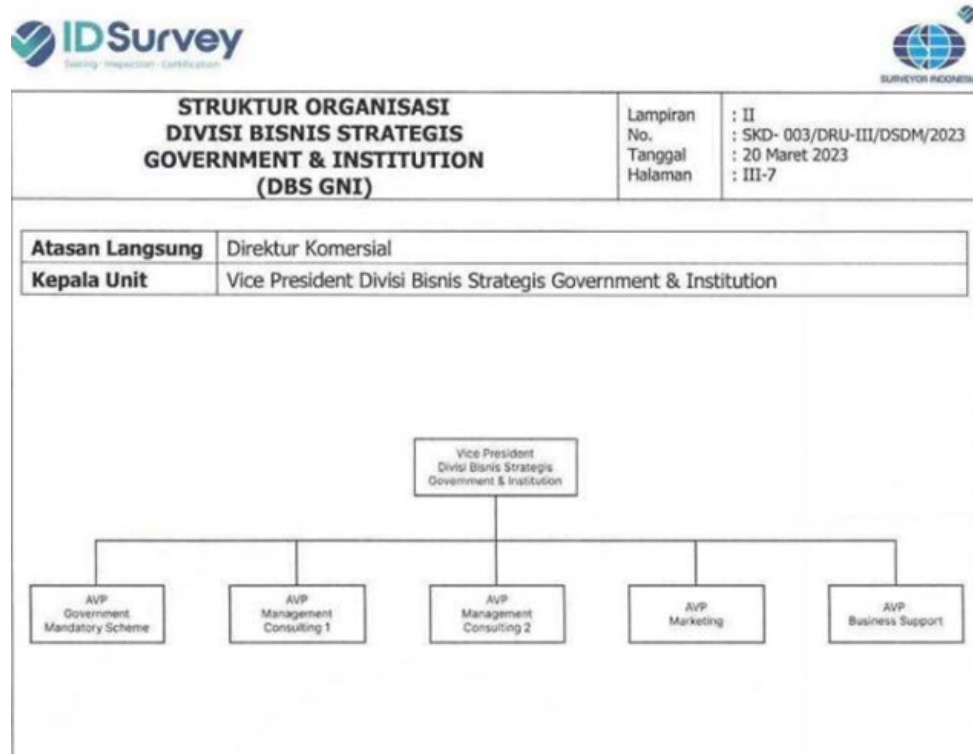 IDSurvey
Testing - Inspection - Certification
SURVEYOR INDONESIA
STRUKTUR ORGANISASI
DIVISI BISNIS STRATEGIS
GOVERNMENT & INSTITUTION
(DBS GNI)
Lampiran : II
No. : SKD- 003/DRU-III/DSDM/2023
Tanggal : 20 Maret 2023
Halaman : III-7
Atasan Langsung Direktur Komersial
Kepala Unit Vice President Divisi Bisnis Strategis Government & Institution
Vice President
Divisi Bisnis Strategis
Government & Institution
AVP
Government
Mandatory Scheme
AVP
Management
Consulting 1
AVP
Management
Consulting 2
AVP
Marketing
AVP
Business Support